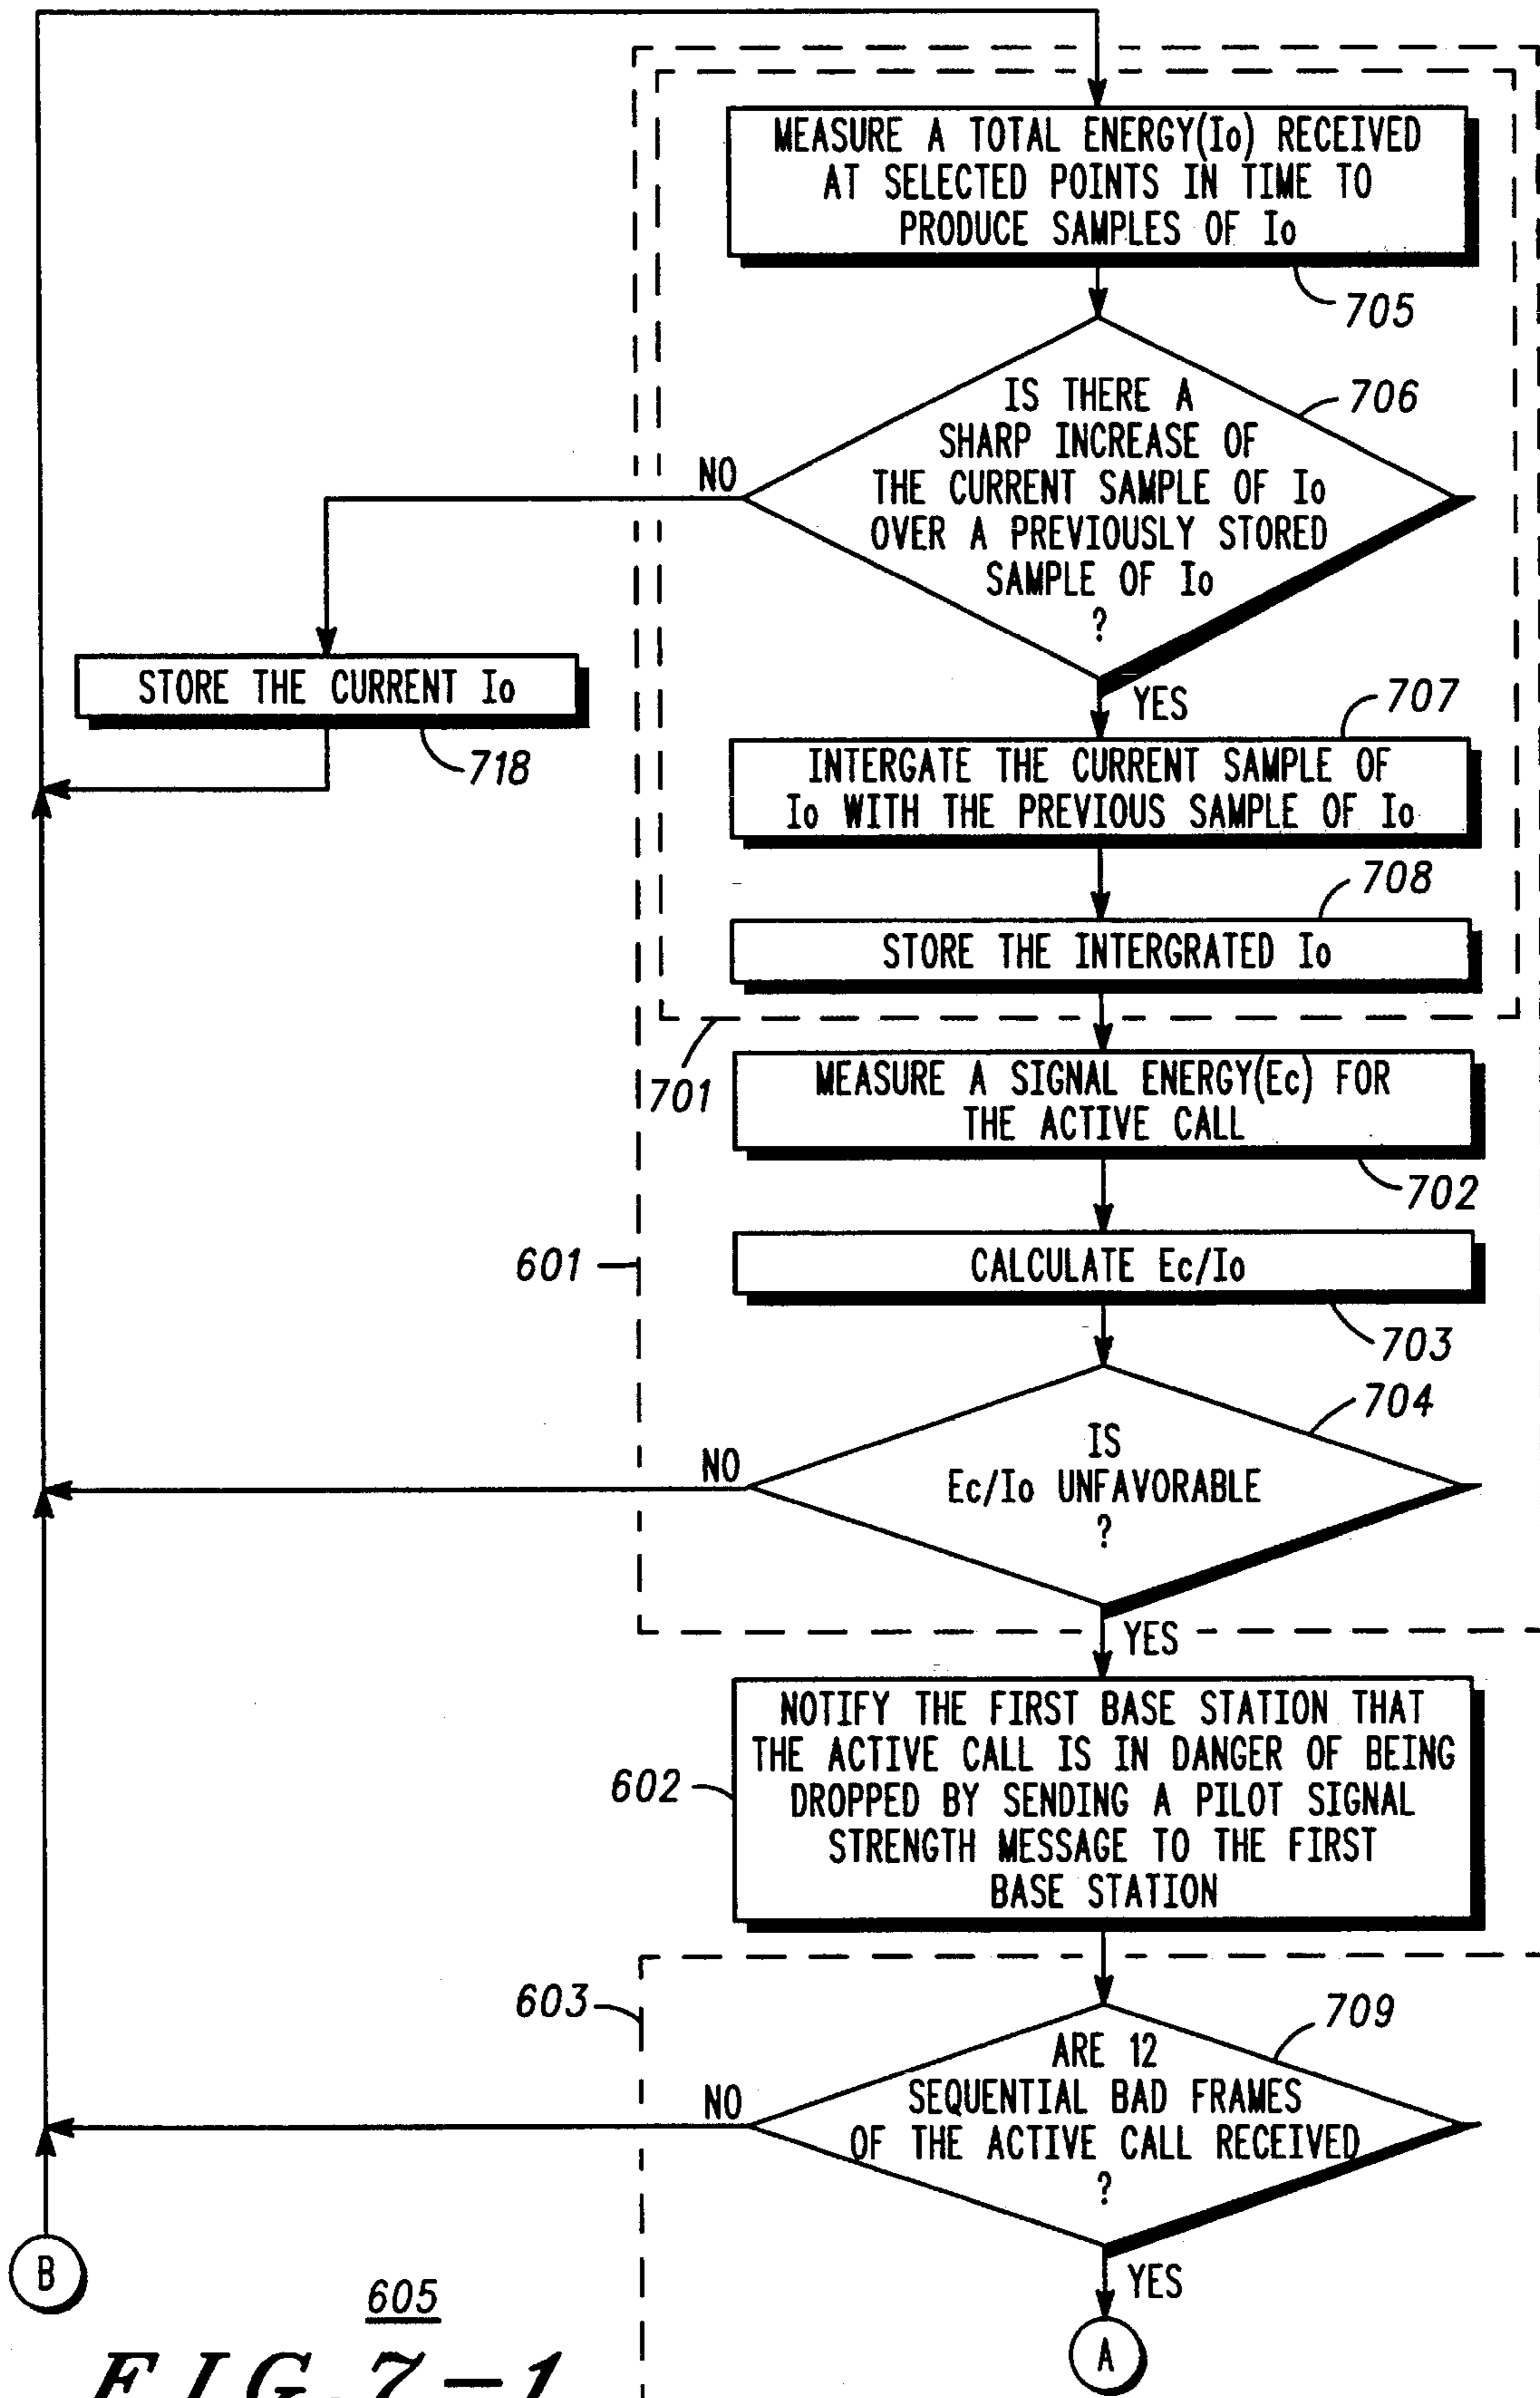 MEASURE A TOTAL ENERGY(Io) RECEIVED
AT SELECTED POINTS IN TIME TO
PRODUCE SAMPLES OF Io
705
IS THERE A
SHARP INCREASE OF
THE CURRENT SAMPLE OF Io
OVER A PREVIOUSLY STORED
SAMPLE OF Io
?
706
NO
STORE THE CURRENT Io
718
YES
707
INTERGATE THE CURRENT SAMPLE OF
Io WITH THE PREVIOUS SAMPLE OF Io
708
STORE THE INTERGRATED Io
701
MEASURE A SIGNAL ENERGY(Ec) FOR
THE ACTIVE CALL
702
601
CALCULATE Ec/Io
703
704
IS
Ec/Io UNFAVORABLE
?
NO
YES
NOTIFY THE FIRST BASE STATION THAT
THE ACTIVE CALL IS IN DANGER OF BEING
DROPPED BY SENDING A PILOT SIGNAL
STRENGTH MESSAGE TO THE FIRST
BASE STATION
602
603
709
ARE 12
SEQUENTIAL BAD FRAMES
OF THE ACTIVE CALL RECEIVED
?
NO
YES
B
A
605
FIG. 7-1